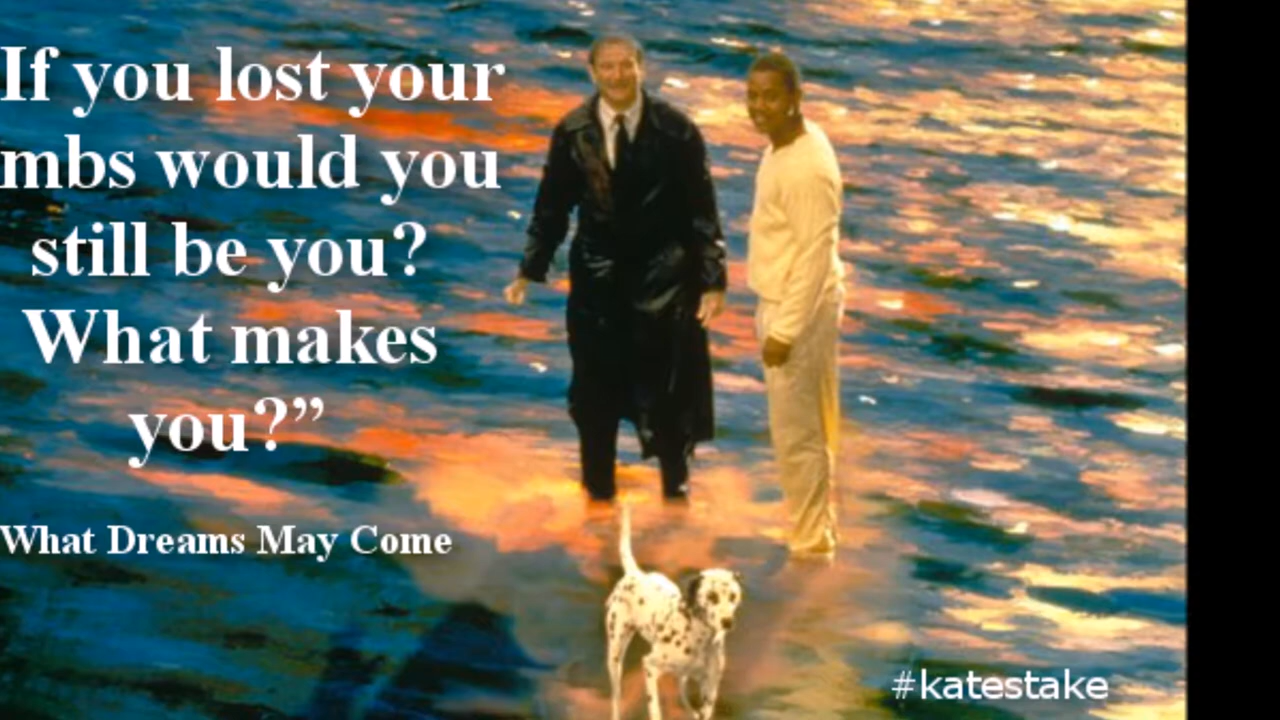 If you lost your
mbs would you
still be you?
What makes
you?”
What Dreams May Come
#katestake